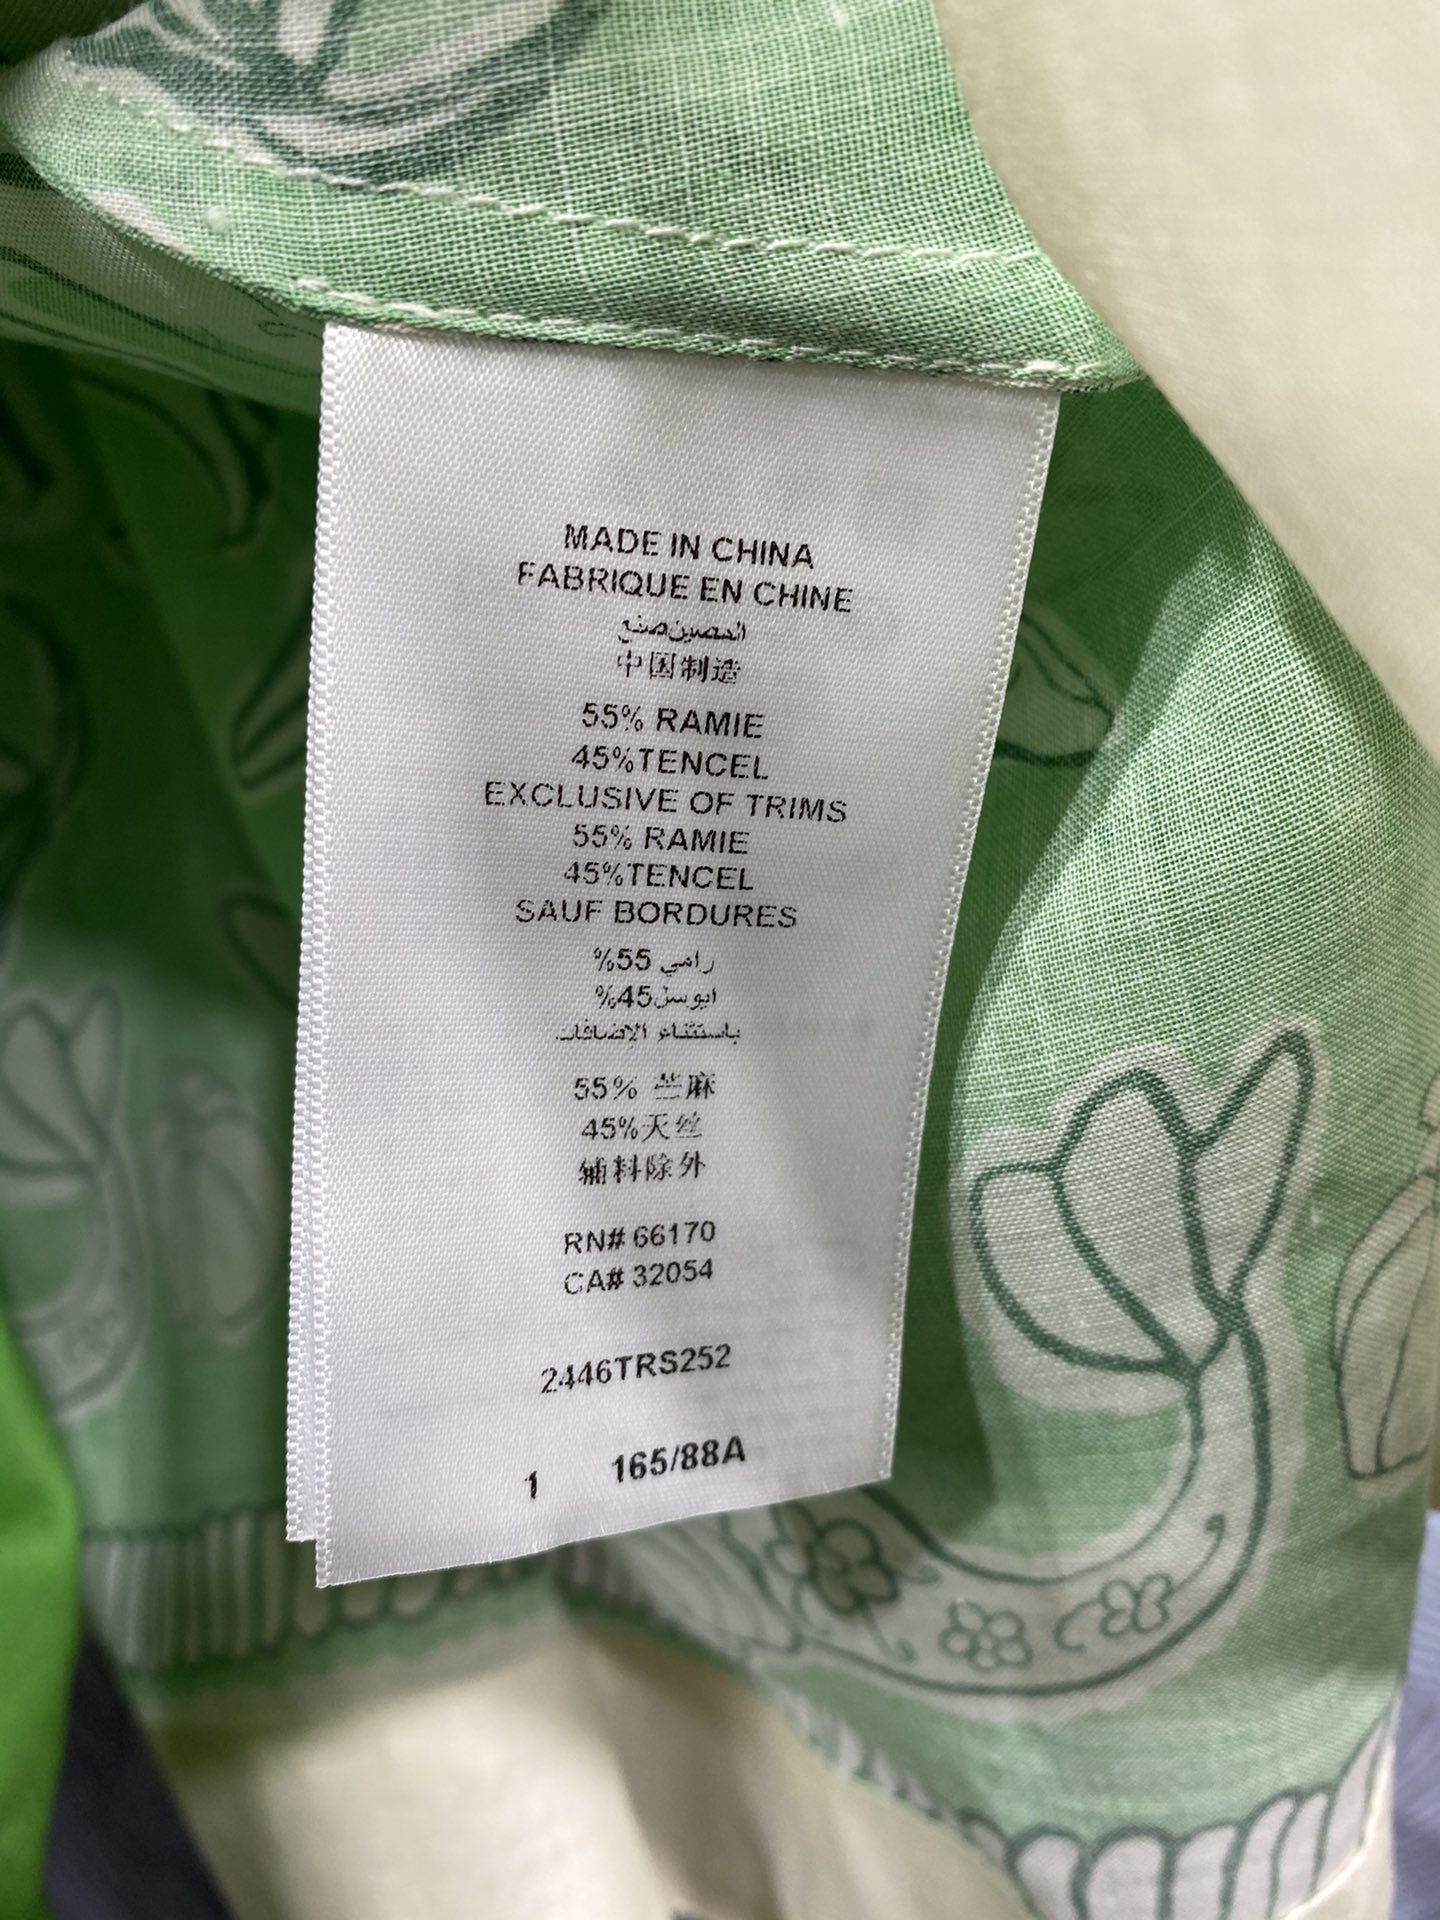 MADE IN CHINA
FABRIQUE EN CHINE
الصين صنع
中国制造
55% RAMIE
45%TENCEL
EXCLUSIVE OF TRIMS
55% RAMIE
45%TENCEL
SAUF BORDURES
%55 رامي
%45
باستثناء الإضافات
55% 苎麻
45%天丝
辅料除外
RN# 66170
CA# 32054
2446TRS252
1 165/88A